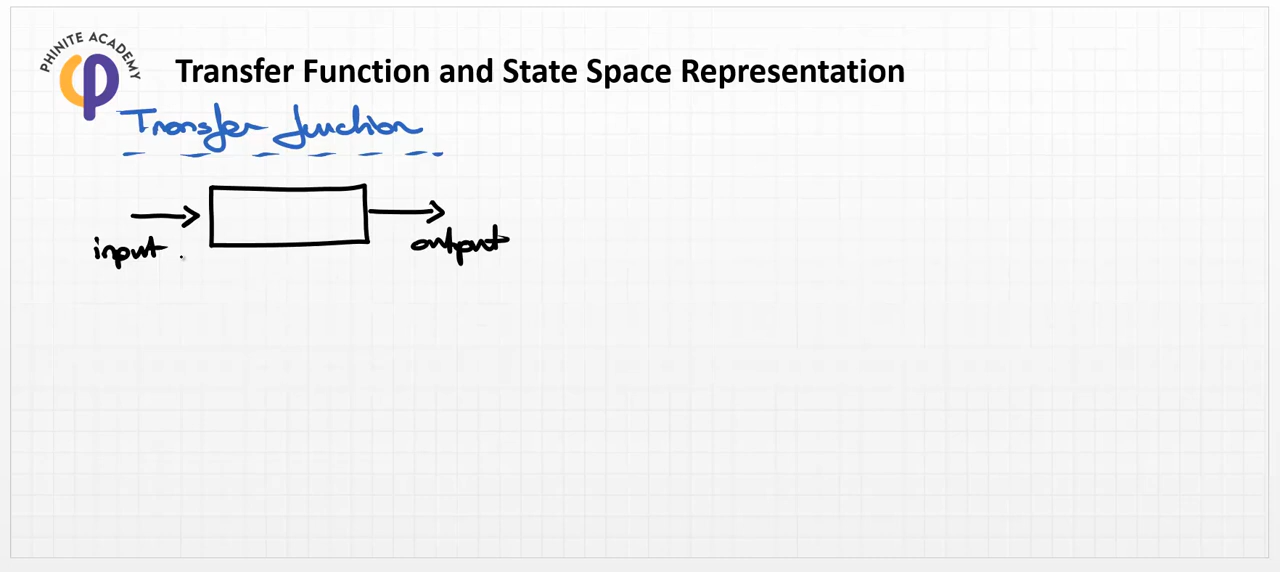 PHINITE ACADEMY
Transfer Function and State Space Representation
Transfer function
input
output